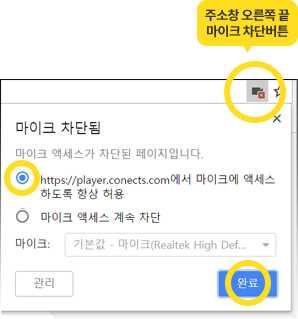 주소창 오른쪽 끝
마이크 차단버튼
마이크 차단됨
마이크 액세스가 차단된 페이지입니다.
https://player.conects.com에서 마이크에 액세스
하도록 항상 허용
마이크 액세스 계속 차단
마이크: 기본값 - 마이크(Realtek High Def...
관리 완료